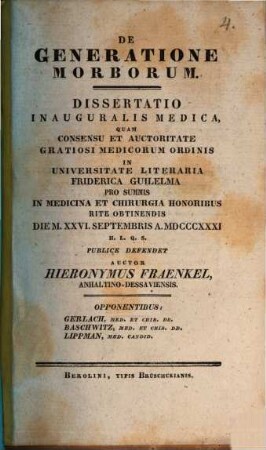 4.
DE
GENERATIONE
MORBORUM.
DISSERTATIO
INAUGURALIS MEDICA,
QUAM
CONSENSU ET AUCTORITATE
GRATIOSI MEDICORUM ORDINIS
IN
UNIVERSITATE LITERARIA
FRIDERICA GUILELMA
PRO SUMMIS
IN MEDICINA ET CHIRURGIA HONORIBUS
RITE OBTINENDIS
DIE M. XXVI. SEPTEMBRIS A. MDCCCXXXI
H. L. Q. S.
PUBLICE DEFENDET
AUCTOR
HIERONYMUS FRAENKEL,
ANHALTINO-DESSAVIENSIS.
OPPONENTIBUS:
GERLACH, MED. ET CHIR. DR.
BASCHWITZ, MED. ET CHIR. DD.
LIPPMAN, MED. CANDID.
BEROLINI, TYPIS BRÜSCHCKIANIS.